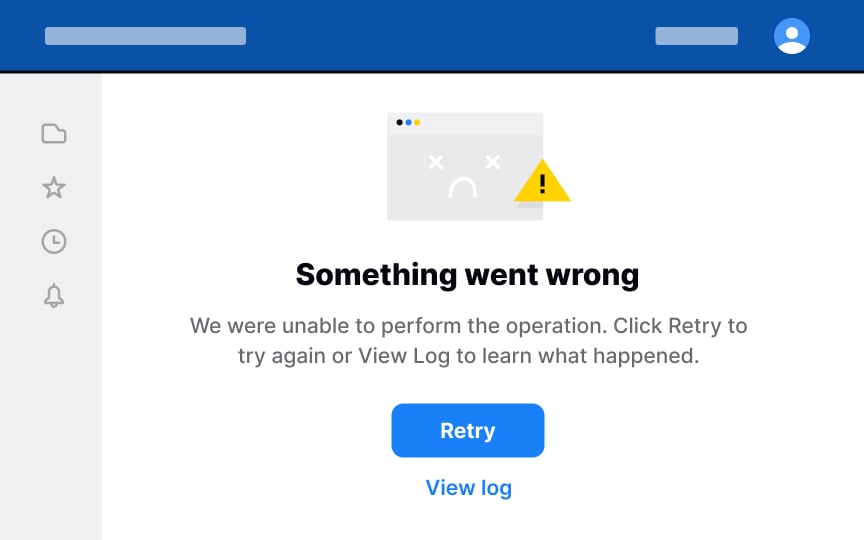 Something went wrong
We were unable to perform the operation. Click Retry to
try again or View Log to learn what happened.
Retry
View log